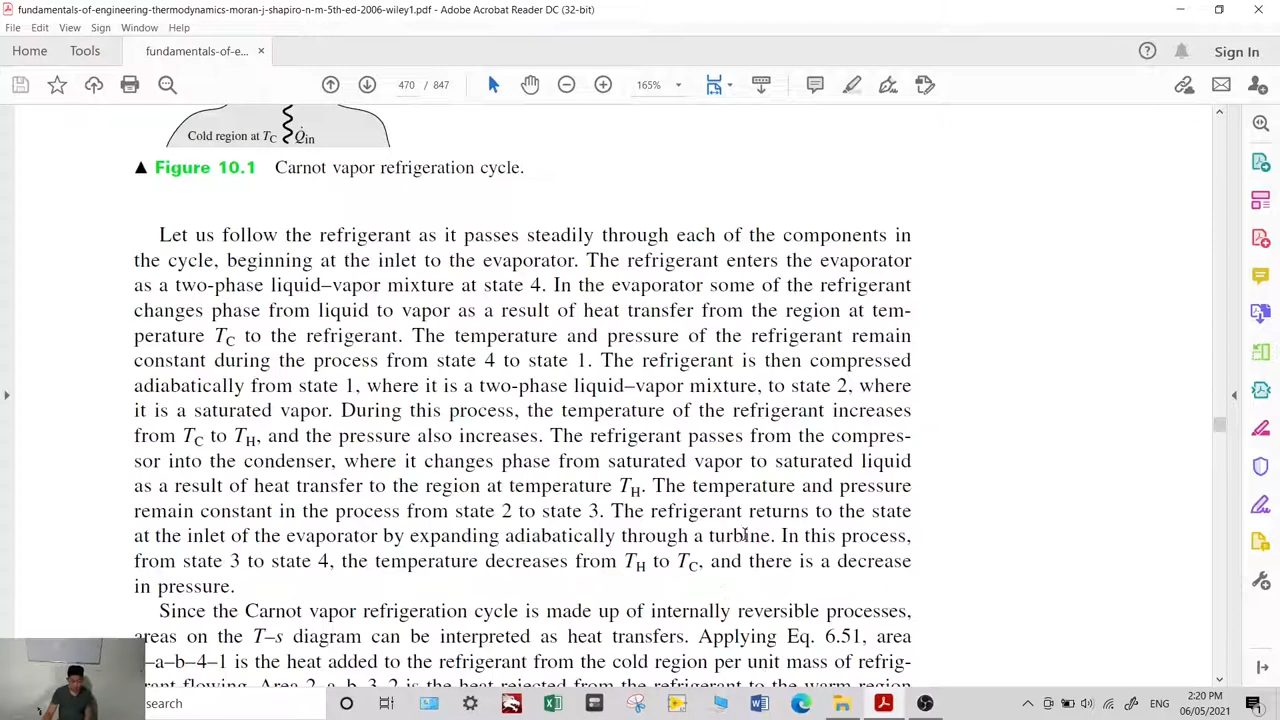 fundamentals-of-engineering-thermodynamics-moran-j-shapiro-n-m-5th-ed-2006-wiley1.pdf - Adobe Acrobat Reader DC (32-bit)
File Edit View Sign Window Help
Home Tools fundamentals-of-e... × Sign In
470 / 847 165%
Cold region at TC Q̇in
▲ Figure 10.1 Carnot vapor refrigeration cycle.
Let us follow the refrigerant as it passes steadily through each of the components in
the cycle, beginning at the inlet to the evaporator. The refrigerant enters the evaporator
as a two-phase liquid–vapor mixture at state 4. In the evaporator some of the refrigerant
changes phase from liquid to vapor as a result of heat transfer from the region at tem-
perature TC to the refrigerant. The temperature and pressure of the refrigerant remain
constant during the process from state 4 to state 1. The refrigerant is then compressed
adiabatically from state 1, where it is a two-phase liquid–vapor mixture, to state 2, where
it is a saturated vapor. During this process, the temperature of the refrigerant increases
from TC to TH, and the pressure also increases. The refrigerant passes from the compres-
sor into the condenser, where it changes phase from saturated vapor to saturated liquid
as a result of heat transfer to the region at temperature TH. The temperature and pressure
remain constant in the process from state 2 to state 3. The refrigerant returns to the state
at the inlet of the evaporator by expanding adiabatically through a turbine. In this process,
from state 3 to state 4, the temperature decreases from TH to TC, and there is a decrease
in pressure.
Since the Carnot vapor refrigeration cycle is made up of internally reversible processes,
areas on the T–s diagram can be interpreted as heat transfers. Applying Eq. 6.51, area
–a–b–4–1 is the heat added to the refrigerant from the cold region per unit mass of refrig-
erant flowing. Area 2–a–b–3–2 is the heat rejected from the refrigerant to the warm region
search
ENG
2:20 PM
06/05/2021